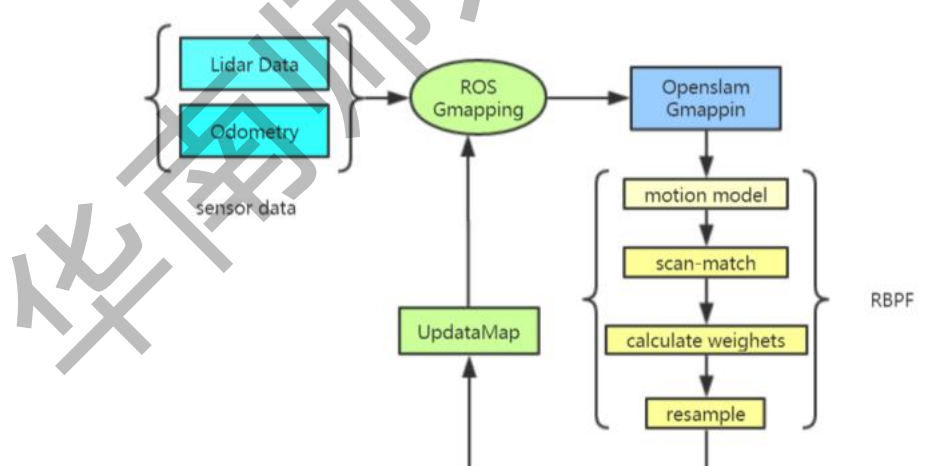 Lidar Data
Odometry
sensor data
ROS
Gmapping
Openslam
Gmappin
motion model
scan-match
calculate weighets
resample
RBPF
UpdataMap
华南师